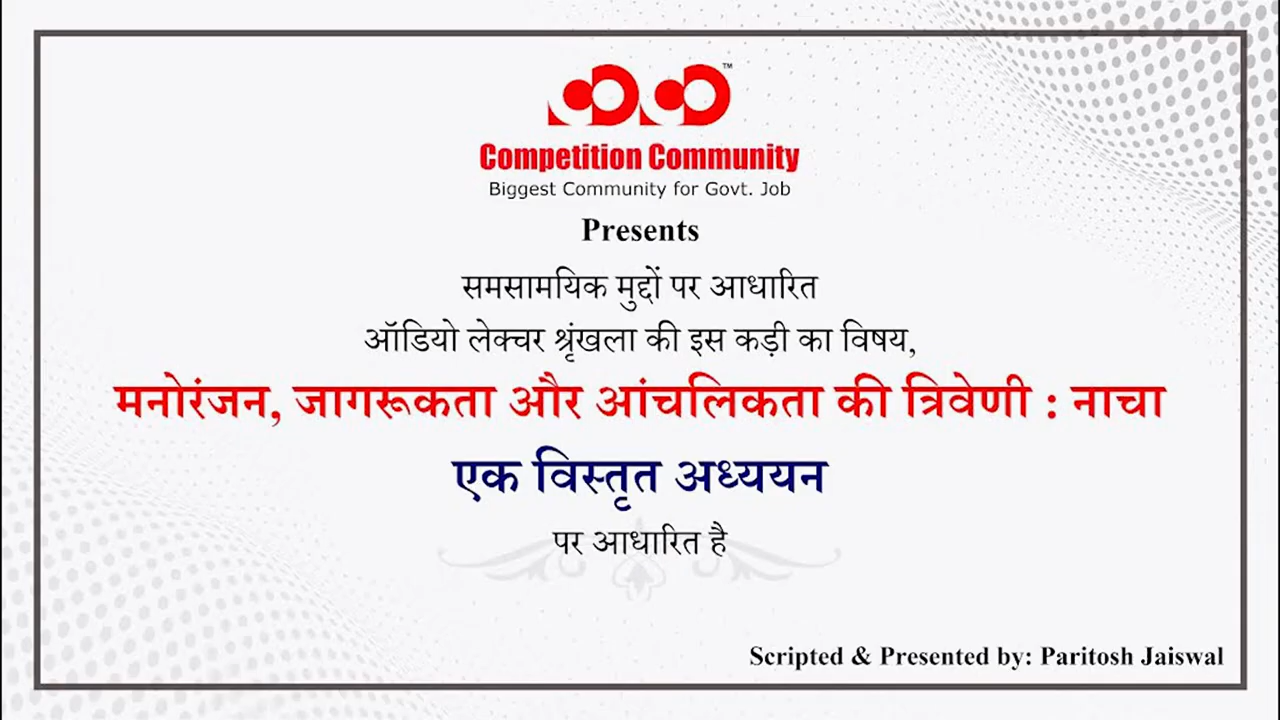 TM
Competition Community
Biggest Community for Govt. Job
Presents
समसामयिक मुद्दों पर आधारित
ऑडियो लेक्चर श्रृंखला की इस कड़ी का विषय,
मनोरंजन, जागरूकता और आंचलिकता की त्रिवेणी : नाचा
एक विस्तृत अध्ययन
पर आधारित है
Scripted & Presented by: Paritosh Jaiswal